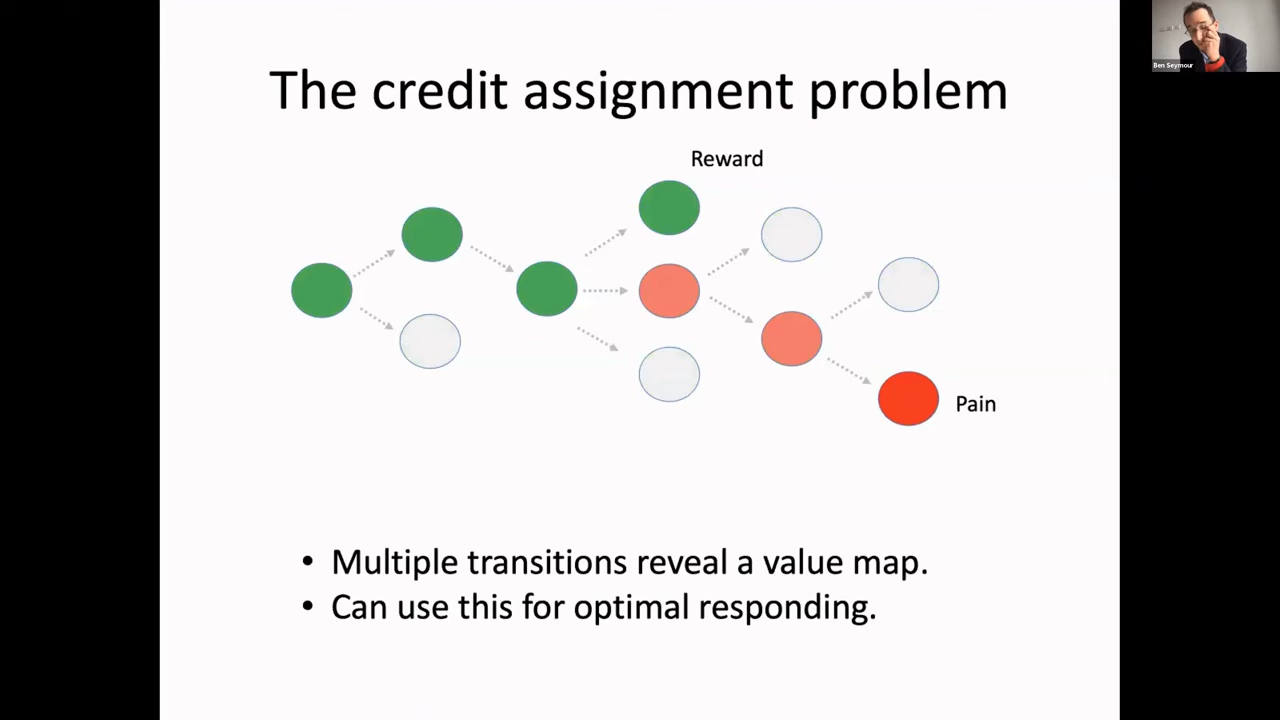 The credit assignment problem
Ben Seymour
Reward
Pain
• Multiple transitions reveal a value map.
• Can use this for optimal responding.